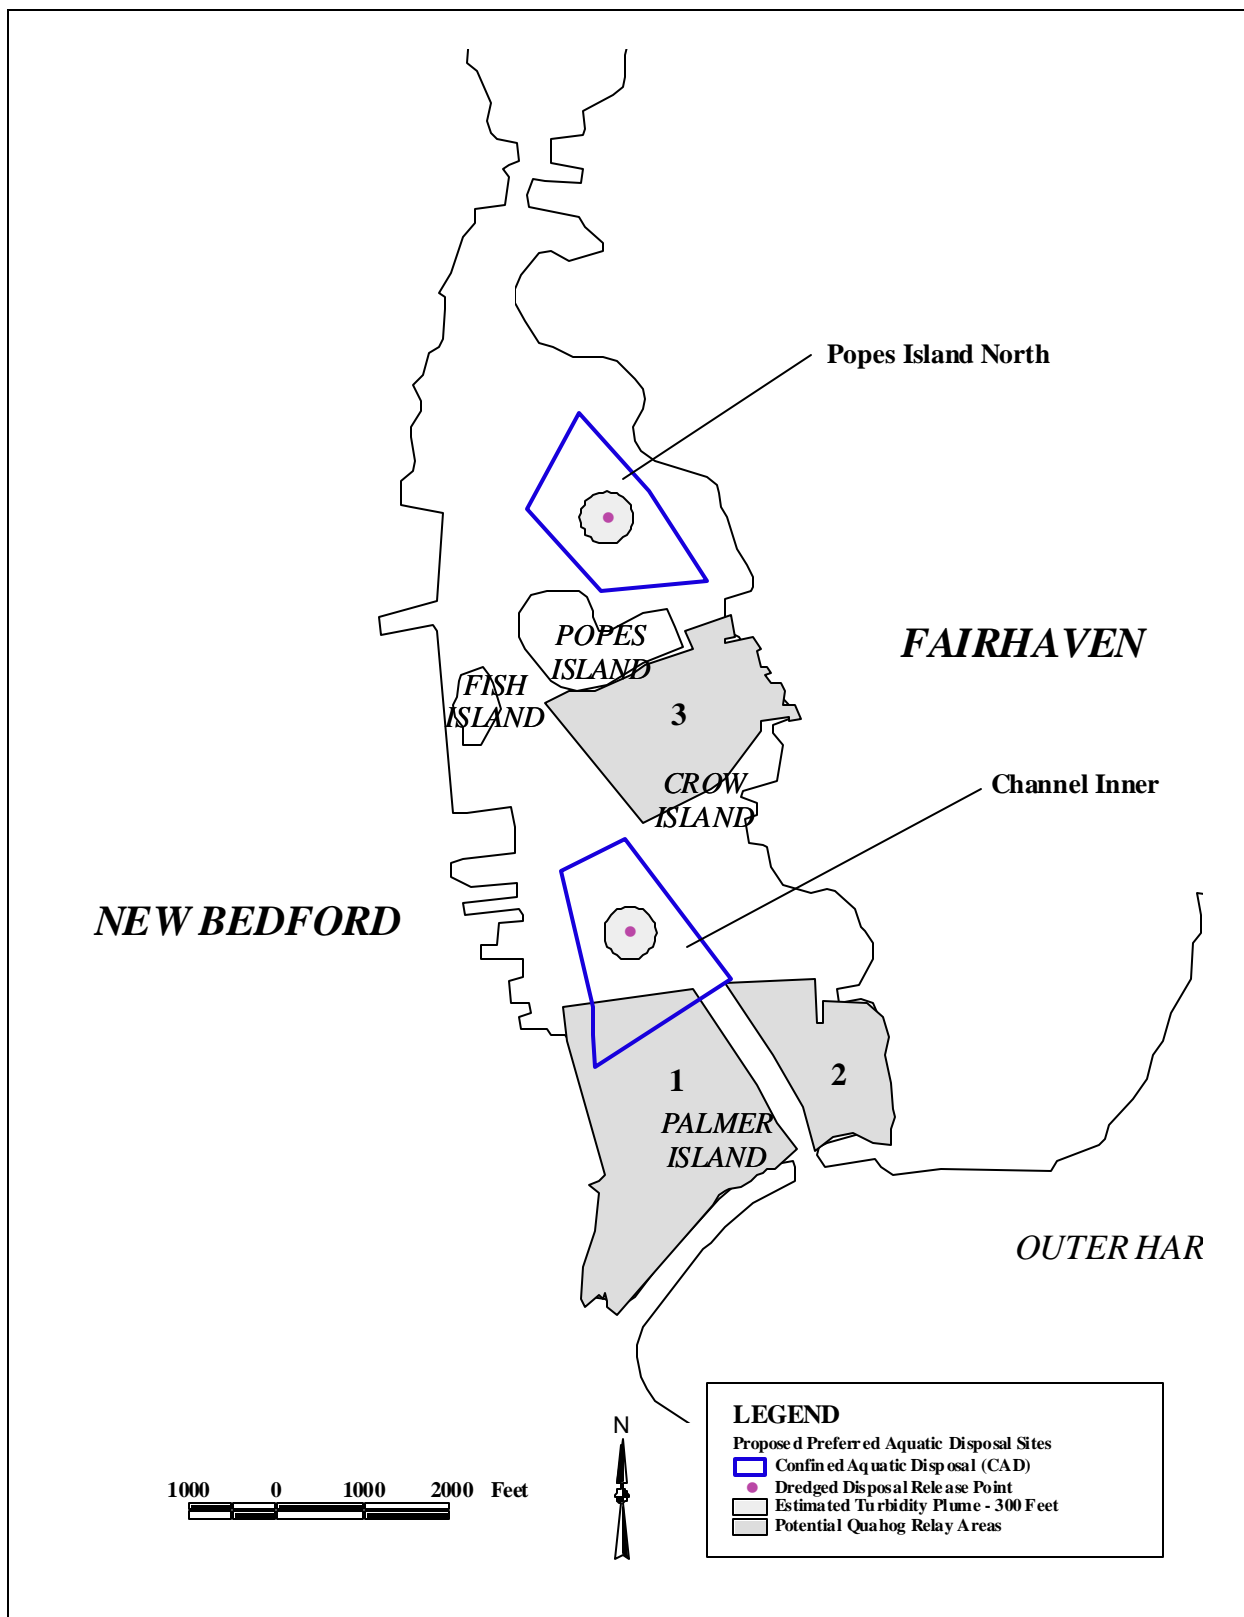 Popes Island North
POPES
ISLAND
FAIRHAVEN
FISH
ISLAND
3
CROW
ISLAND
Channel Inner
NEW BEDFORD
1
2
PALMER
ISLAND
OUTER HAR
N
1000 0 1000 2000 Feet
LEGEND
Proposed Preferred Aquatic Disposal Sites
Confined Aquatic Disposal (CAD)
Dredged Disposal Release Point
Estimated Turbidity Plume - 300 Feet
Potential Quahog Relay Areas